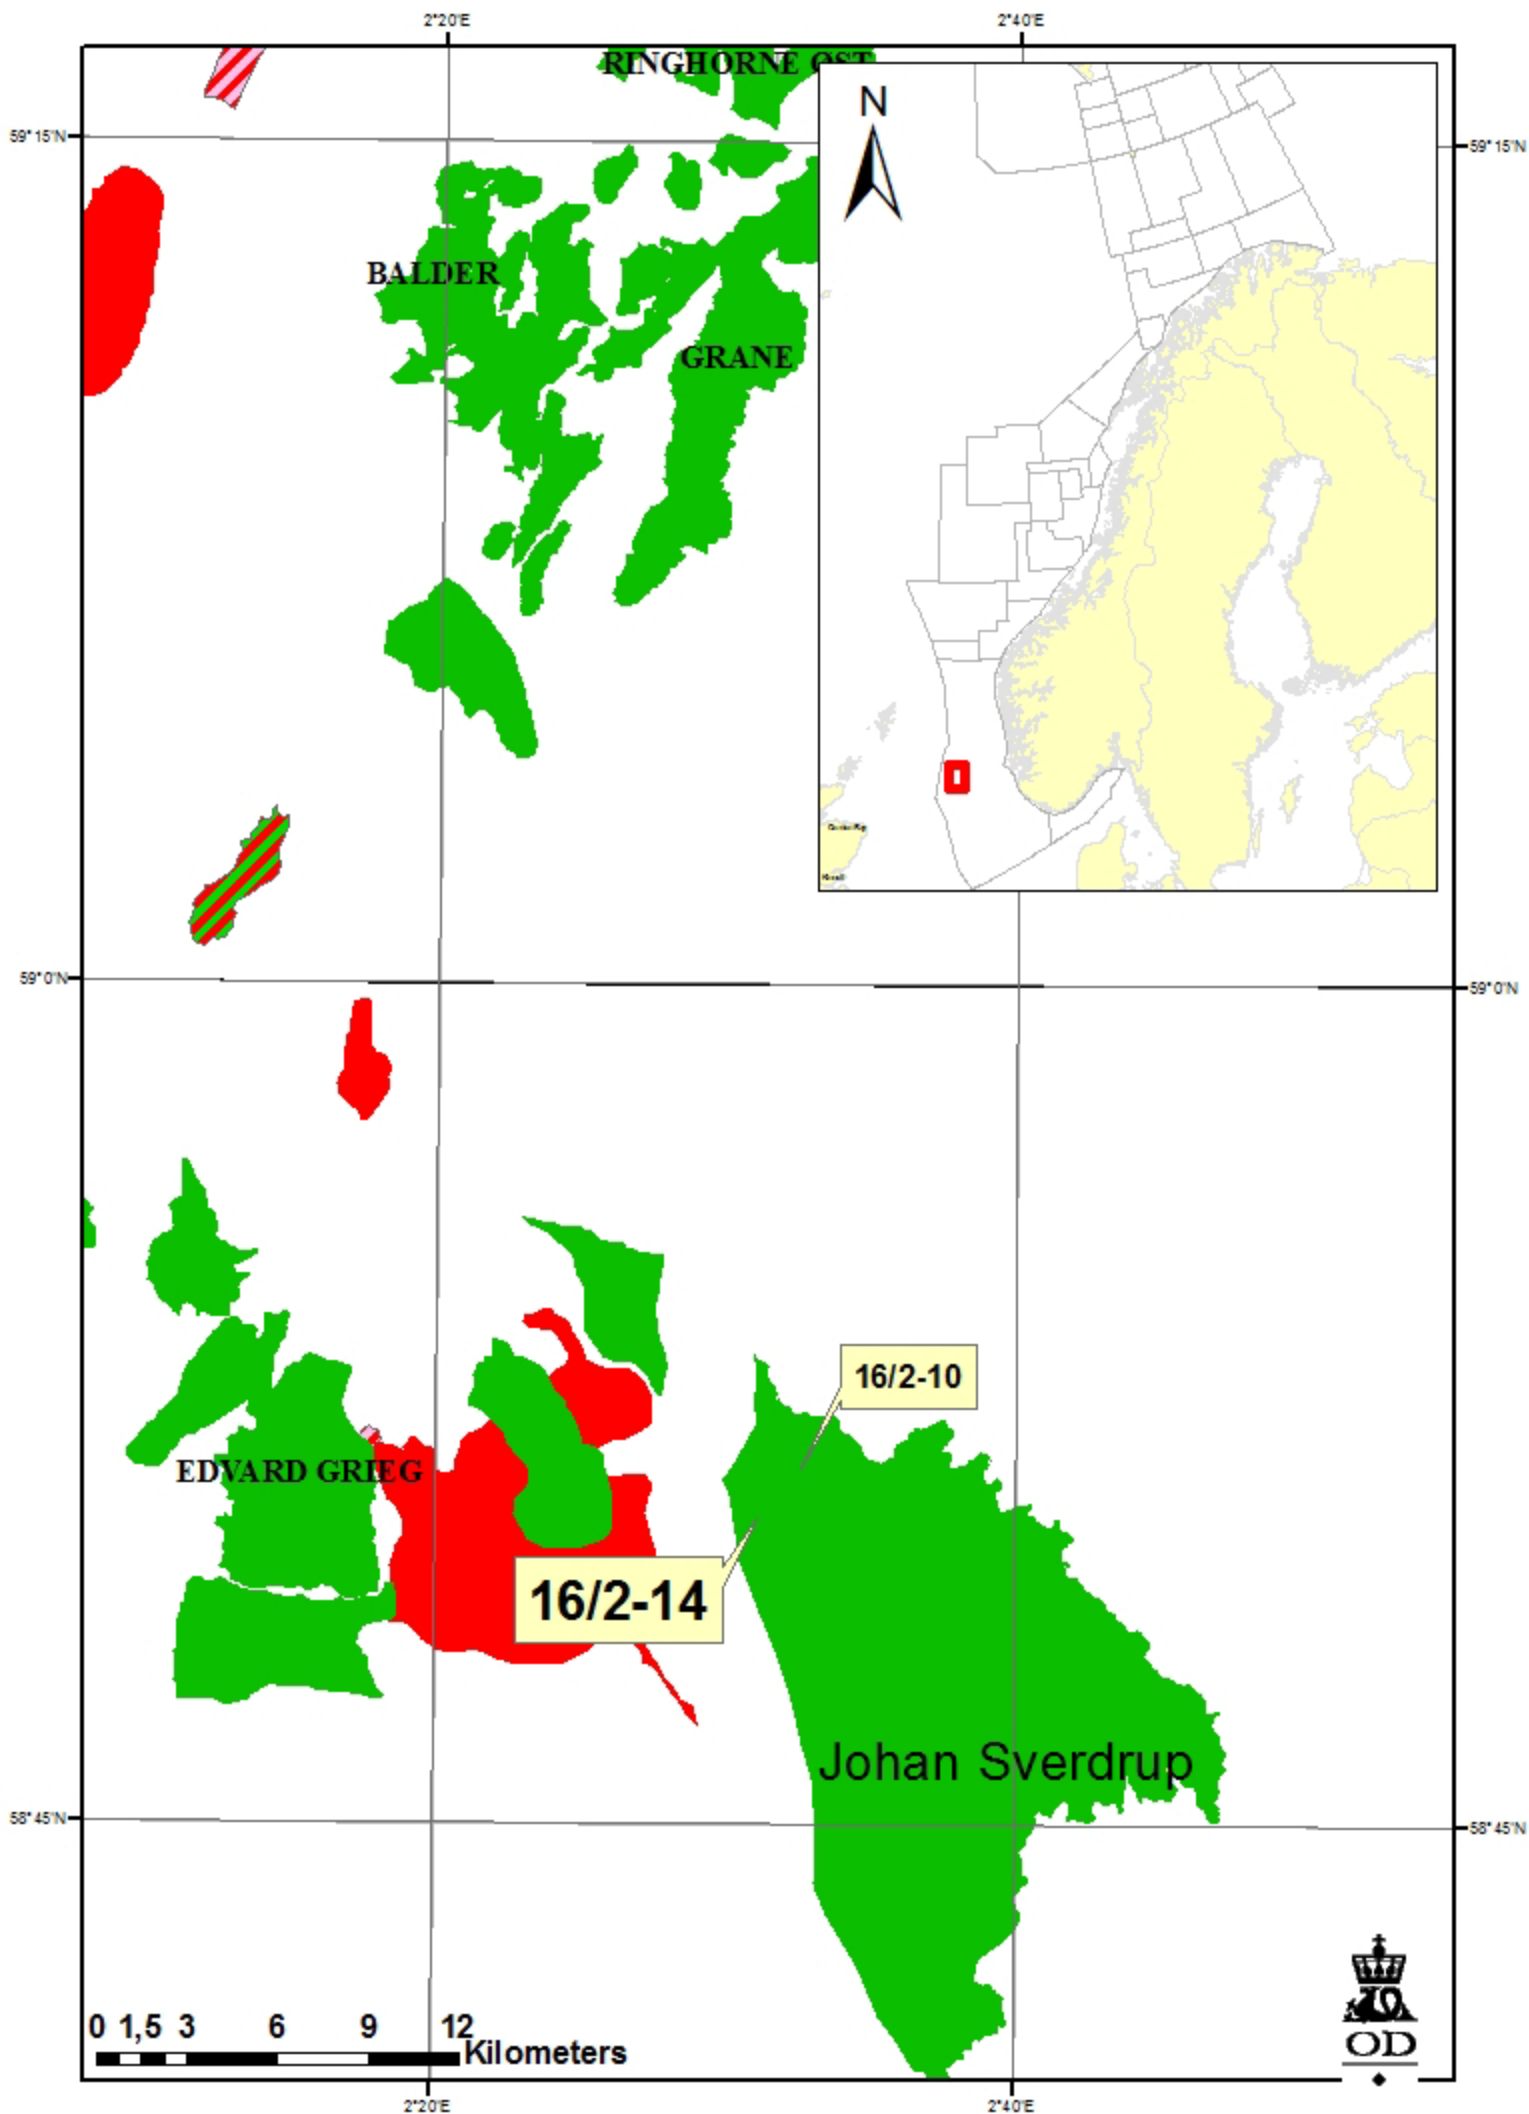 2°20'E
2°40'E
RINGHORNE ØST
N
59°15'N
59°15'N
BALDER
GRANE
59°0'N
59°0'N
16/2-10
EDVARD GRIEG
16/2-14
Johan Sverdrup
58°45'N
58°45'N
0 1,5 3 6 9 12
Kilometers
OD
2°20'E
2°40'E